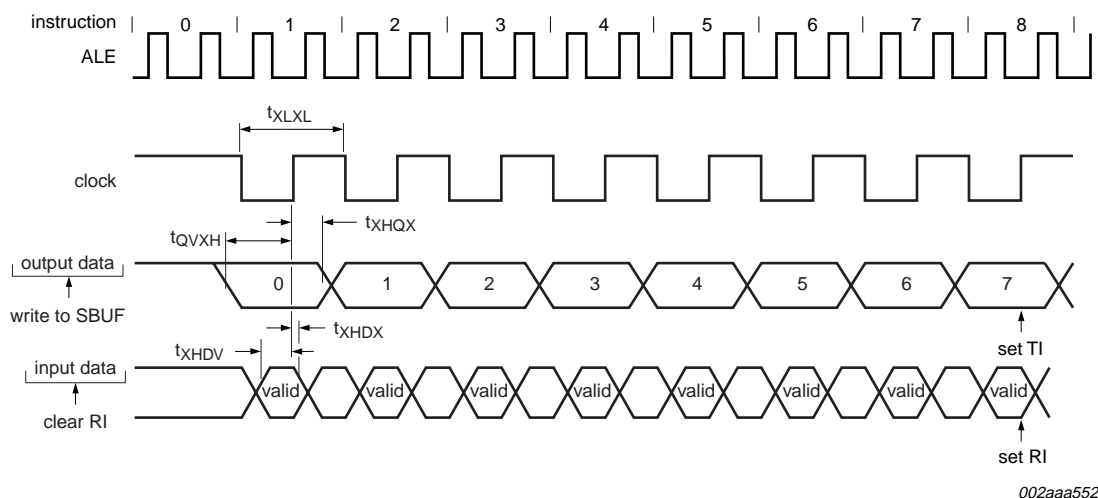 instruction | 0 | 1 | 2 | 3 | 4 | 5 | 6 | 7 | 8 |
ALE
tXLXL
clock
tXHQX
tQVXH
output data 0 1 2 3 4 5 6 7
write to SBUF
tXHDX
set TI
tXHDV
input data valid valid valid valid valid valid valid valid
clear RI
set RI
002aaa552